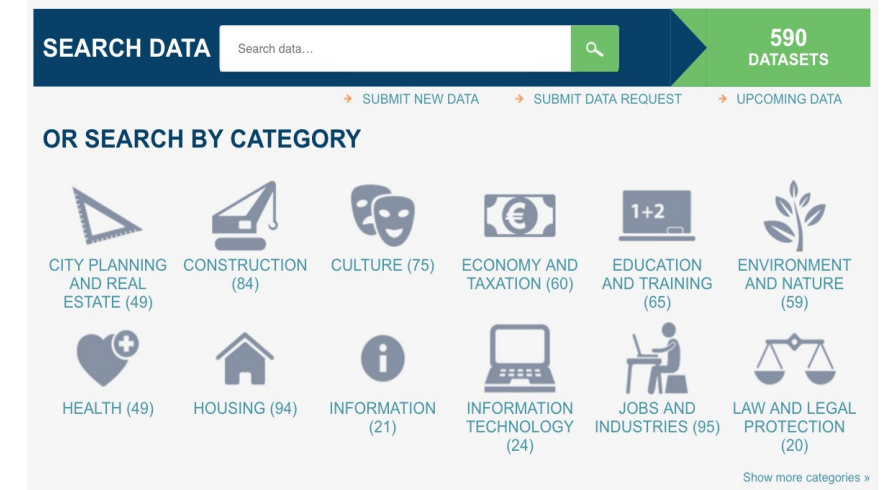 SEARCH DATA
Search data...
590
DATASETS
SUBMIT NEW DATA
SUBMIT DATA REQUEST
UPCOMING DATA
OR SEARCH BY CATEGORY
1+2
CITY PLANNING
AND REAL
ESTATE (49)
CONSTRUCTION
(84)
CULTURE (75)
ECONOMY AND
TAXATION (60)
EDUCATION
AND TRAINING
(65)
ENVIRONMENT
AND NATURE
(59)
HEALTH (49)
HOUSING (94)
INFORMATION
(21)
INFORMATION
TECHNOLOGY
(24)
JOBS AND
INDUSTRIES (95)
LAW AND LEGAL
PROTECTION
(20)
Show more categories »